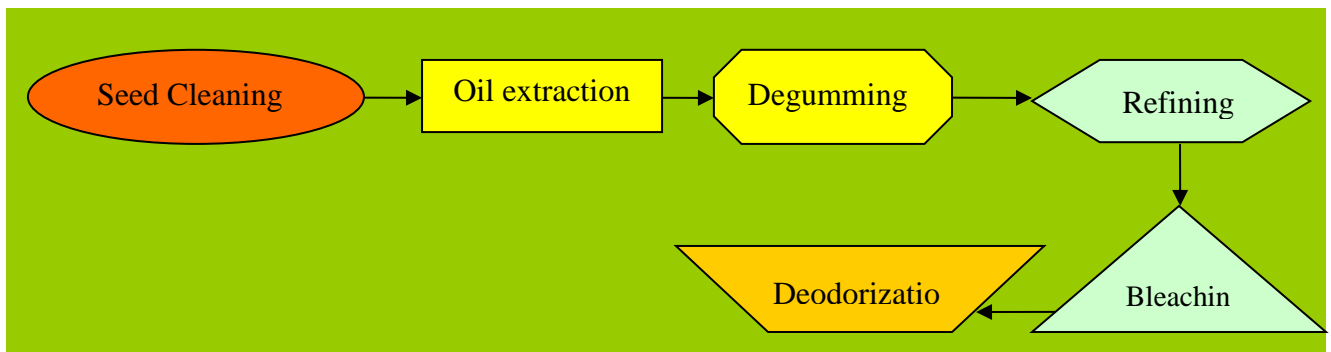 Seed Cleaning
Oil extraction
Degumming
Refining
Bleachin
Deodorizatio